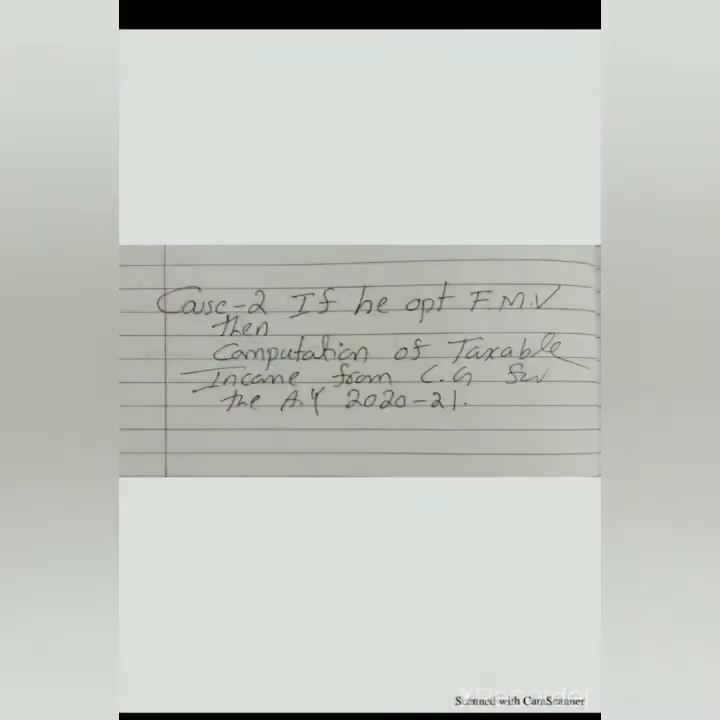 Case-2 If he opt F.M.V
then
Computation of Taxable
Income from C.G for
the A.Y 2020-21.
Scanned with CamScanner